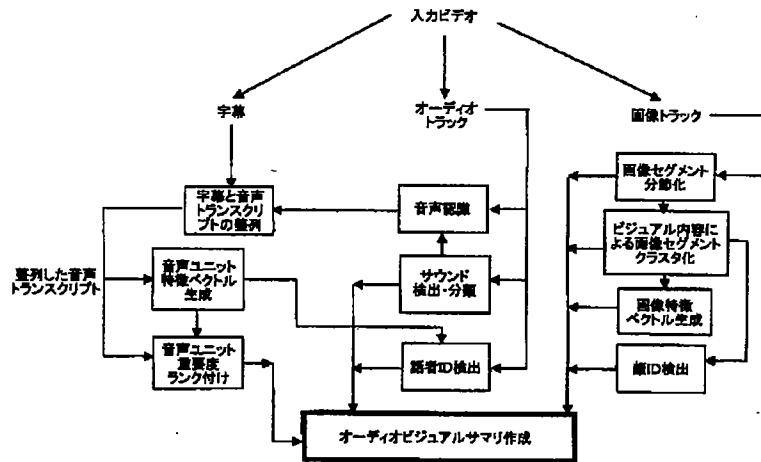 入力ビデオ
字幕
オーディオ
トラック
画像トラック
字幕と音声
トランスクリ
プトの整列
音声認識
画像セグメント
分節化
ビジュアル内容に
よる画像セグメント
クラスタ化
整列した音声
トランスクリプト
音声ユニット
特徴ベクトル
生成
サウンド
検出・分類
画像特徴
ベクトル生成
音声ユニット
重要度
ランク付け
話者ID検出
顔ID検出
オーディオビジュアルサマリ作成